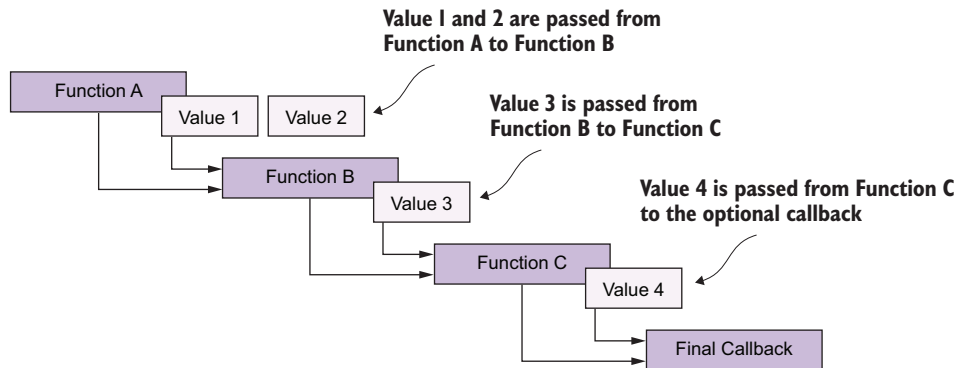 Value 1 and 2 are passed from
Function A to Function B
Function A
Value 1
Value 2
Value 3 is passed from
Function B to Function C
Function B
Value 3
Value 4 is passed from Function C
to the optional callback
Function C
Value 4
Final Callback